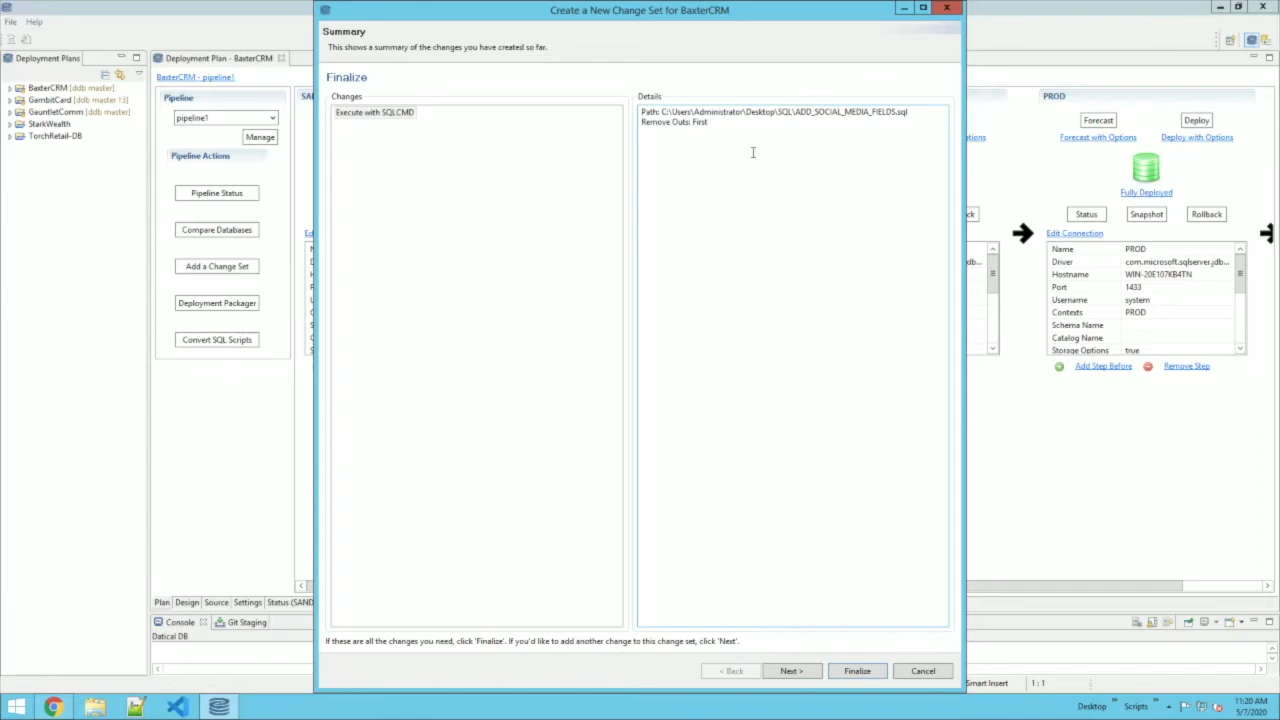 Create a New Change Set for BaxterCRM
File Help
Summary
This shows a summary of the changes you have created so far.
Deployment Plans
Deployment Plan - BaxterCRM
BaxterCRM - pipeline1
BaxterCRM [ddb master]
GambitCard [ddb master 13]
GauntletComm [ddb master]
StarkWealth
TorchRetail-DB
Pipeline
pipeline1
Manage
Pipeline Actions
Pipeline Status
Compare Databases
Add a Change Set
Deployment Packager
Convert SQL Scripts
Finalize
Changes
Execute with SQLCMD
Details
Path: C:\Users\Administrator\Desktop\SQL\ADD_SOCIAL_MEDIA_FIELDS.sql
Remove Outs: First
PROD
Forecast
Deploy
Forecast with Options
Deploy with Options
Fully Deployed
Status
Snapshot
Rollback
Edit Connection
Name PROD
Driver com.microsoft.sqlserver.jdb...
Hostname WIN-20E107KB4TN
Port 1433
Username system
Contexts PROD
Schema Name
Catalog Name
Storage Options true
Add Step Before
Remove Step
Plan Design Source Settings Status (SAND
Console
Git Staging
Datical DB
If these are all the changes you need, click 'Finalize'. If you'd like to add another change to this change set, click 'Next'.
< Back
Next >
Finalize
Cancel
Smart Insert
1 : 1
Desktop
Scripts
11:20 AM
5/7/2020